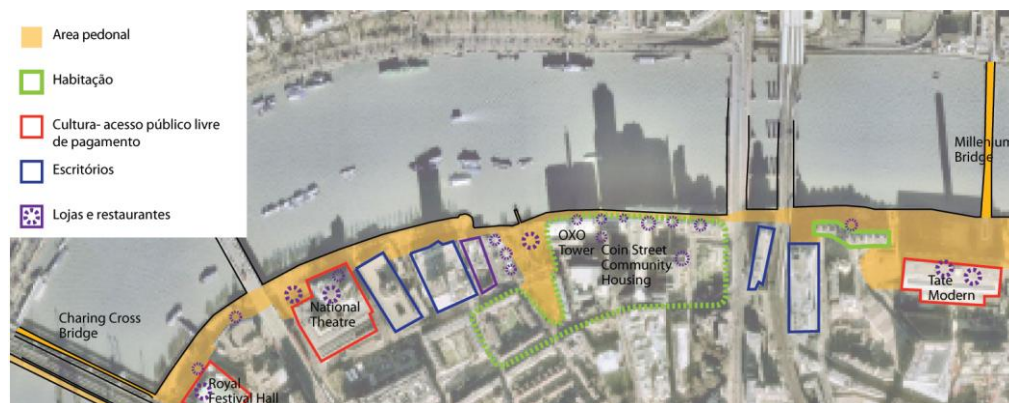 Area pedonal
Habitação
Cultura- acesso público livre
de pagamento
Escritórios
Lojas e restaurantes
Charing Cross
Bridge
Royal
Festival Hall
National
Theatre
OXO
Tower
Coin Street
Community
Housing
Millenium
Bridge
Tate
Modern